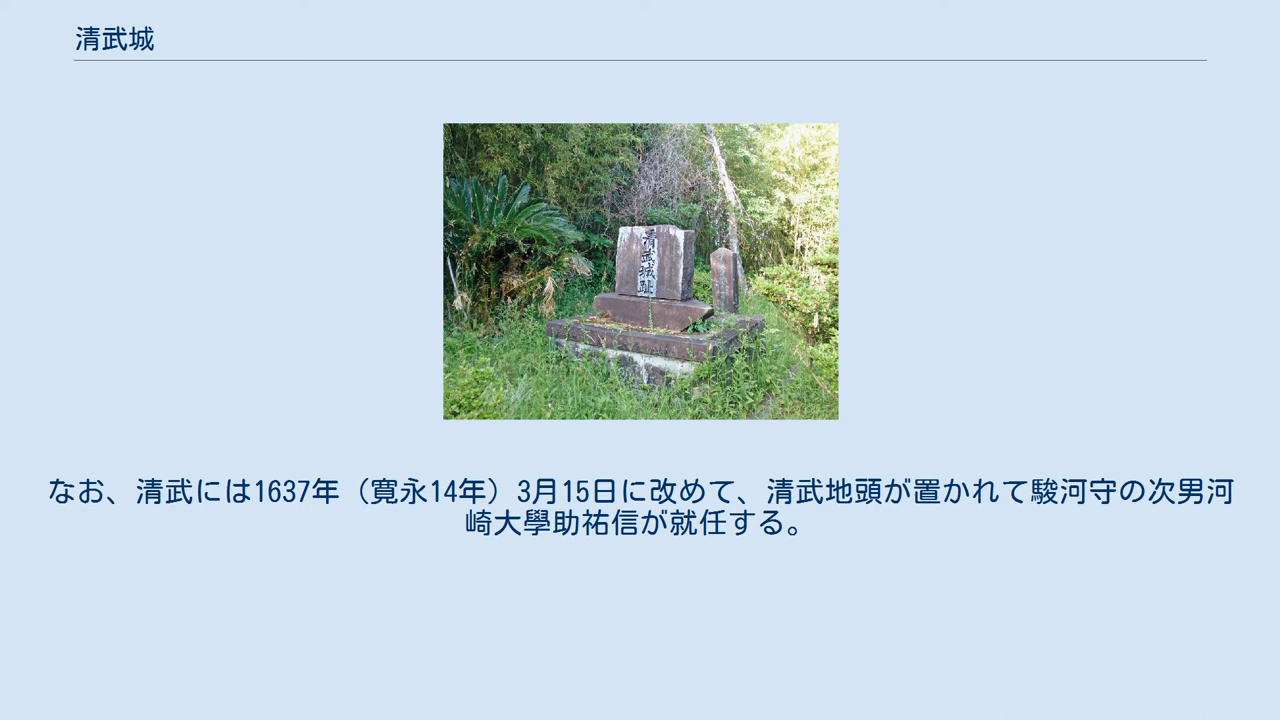 清武城
清武城址
なお、清武には1637年（寛永14年）3月15日に改めて、清武地頭が置かれて駿河守の次男河
崎大學助祐信が就任する。